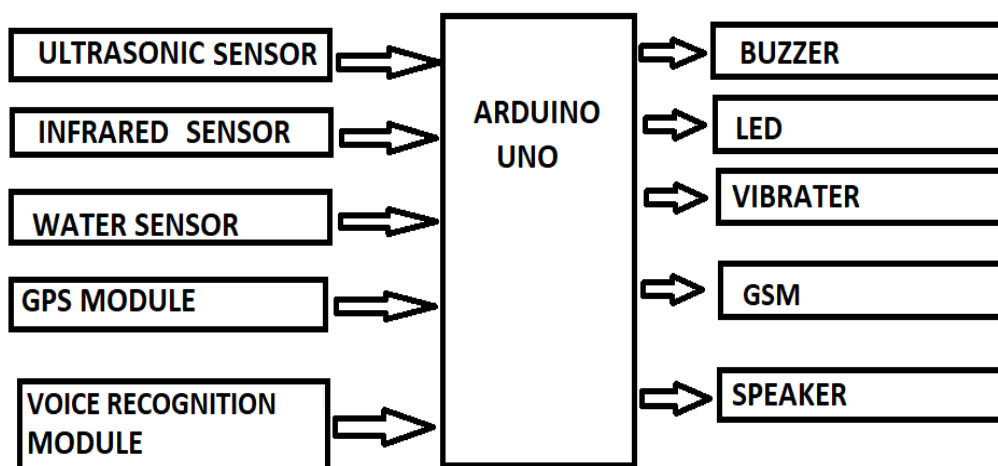 ULTRASONIC SENSOR
INFRARED SENSOR
WATER SENSOR
GPS MODULE
VOICE RECOGNITION
MODULE
ARDUINO
UNO
BUZZER
LED
VIBRATER
GSM
SPEAKER